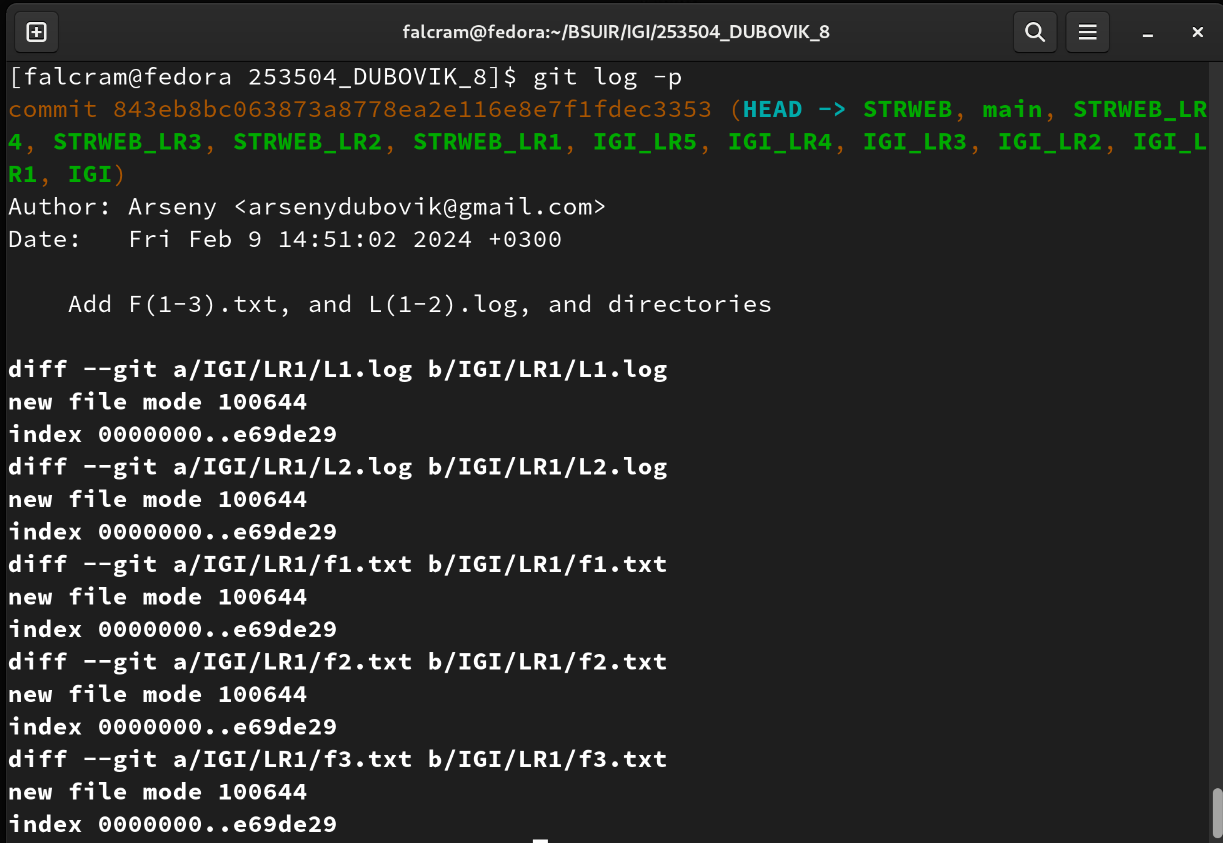 falcram@fedora:~/BSUIR/IGI/253504_DUBOVIK_8
[falcram@fedora 253504_DUBOVIK_8]$ git log -p
commit 843eb8bc063873a8778ea2e116e8e7f1fdec3353 (HEAD -> STRWEB, main, STRWEB_LR
4, STRWEB_LR3, STRWEB_LR2, STRWEB_LR1, IGI_LR5, IGI_LR4, IGI_LR3, IGI_LR2, IGI_L
R1, IGI)
Author: Arseny <arsenydubovik@gmail.com>
Date:   Fri Feb 9 14:51:02 2024 +0300
    Add F(1-3).txt, and L(1-2).log, and directories
diff --git a/IGI/LR1/L1.log b/IGI/LR1/L1.log
new file mode 100644
index 0000000..e69de29
diff --git a/IGI/LR1/L2.log b/IGI/LR1/L2.log
new file mode 100644
index 0000000..e69de29
diff --git a/IGI/LR1/f1.txt b/IGI/LR1/f1.txt
new file mode 100644
index 0000000..e69de29
diff --git a/IGI/LR1/f2.txt b/IGI/LR1/f2.txt
new file mode 100644
index 0000000..e69de29
diff --git a/IGI/LR1/f3.txt b/IGI/LR1/f3.txt
new file mode 100644
index 0000000..e69de29